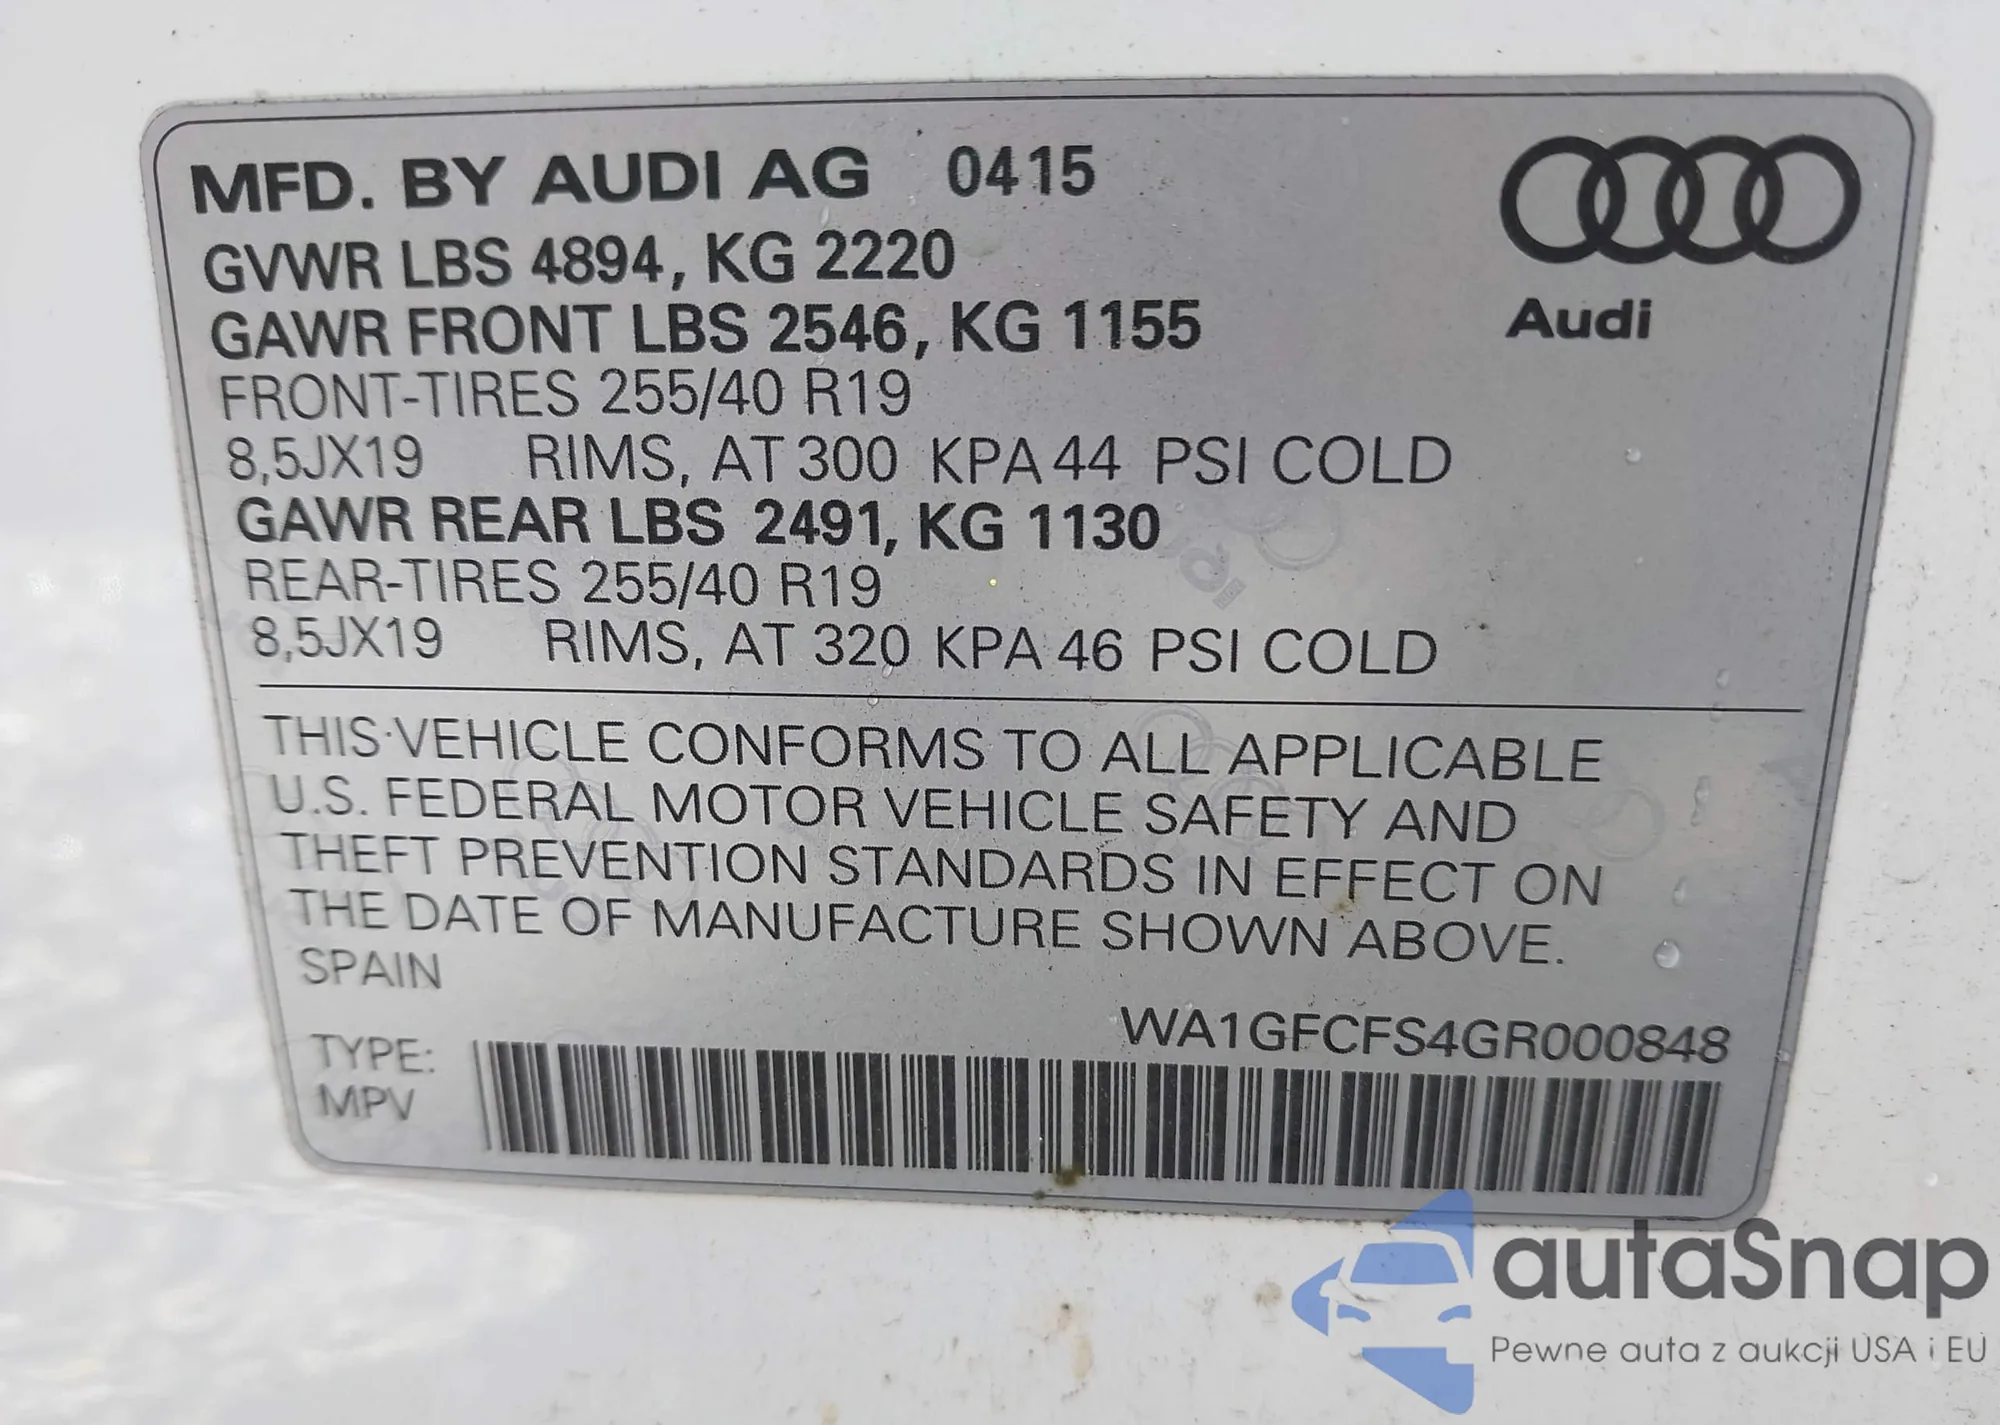 MFD. BY AUDI AG 0415
GVWR LBS 4894, KG 2220
GAWR FRONT LBS 2546, KG 1155
Audi
FRONT-TIRES 255/40 R19
8,5JX19 RIMS, AT 300 KPA 44 PSI COLD
GAWR REAR LBS 2491, KG 1130
REAR-TIRES 255/40 R19
8,5JX19 RIMS, AT 320 KPA 46 PSI COLD
THIS VEHICLE CONFORMS TO ALL APPLICABLE
U.S. FEDERAL MOTOR VEHICLE SAFETY AND
THEFT PREVENTION STANDARDS IN EFFECT ON
THE DATE OF MANUFACTURE SHOWN ABOVE.
SPAIN
WA1GFCFS4GR000848
TYPE:
MPV
autaSnap
Pewne auta z aukcji USA i EU